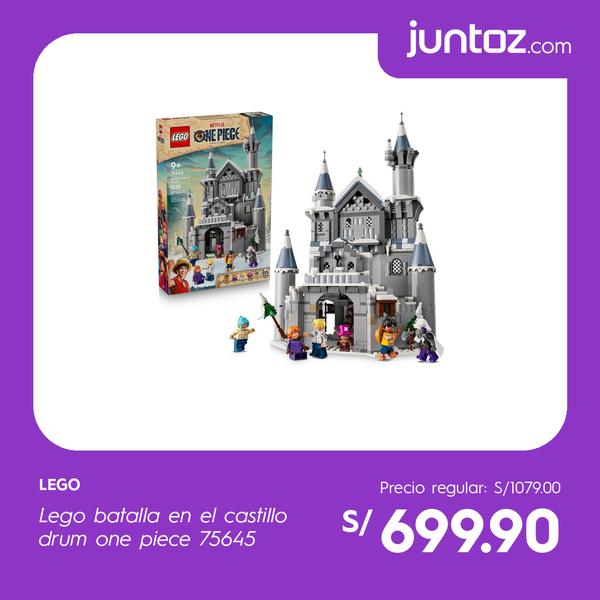 juntoz.com
LEGO
NETFLIX
ONE PIECE
9+
75645
LEGO
Lego batalla en el castillo
drum one piece 75645
Precio regular: S/1079.00
S/ 699.90